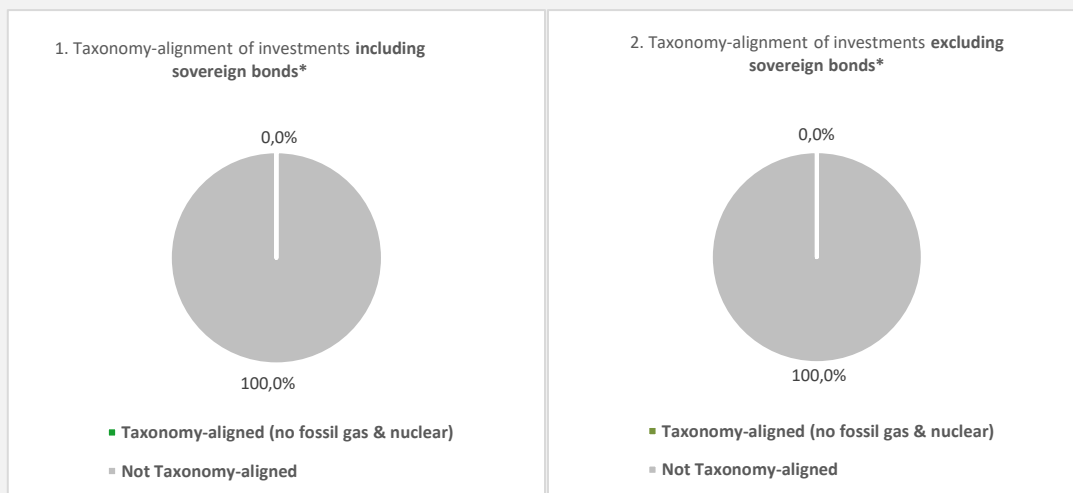 1. Taxonomy-alignment of investments including
sovereign bonds*
0,0%
100,0%
Taxonomy-aligned (no fossil gas & nuclear)
Not Taxonomy-aligned
2. Taxonomy-alignment of investments excluding
sovereign bonds*
0,0%
100,0%
Taxonomy-aligned (no fossil gas & nuclear)
Not Taxonomy-aligned